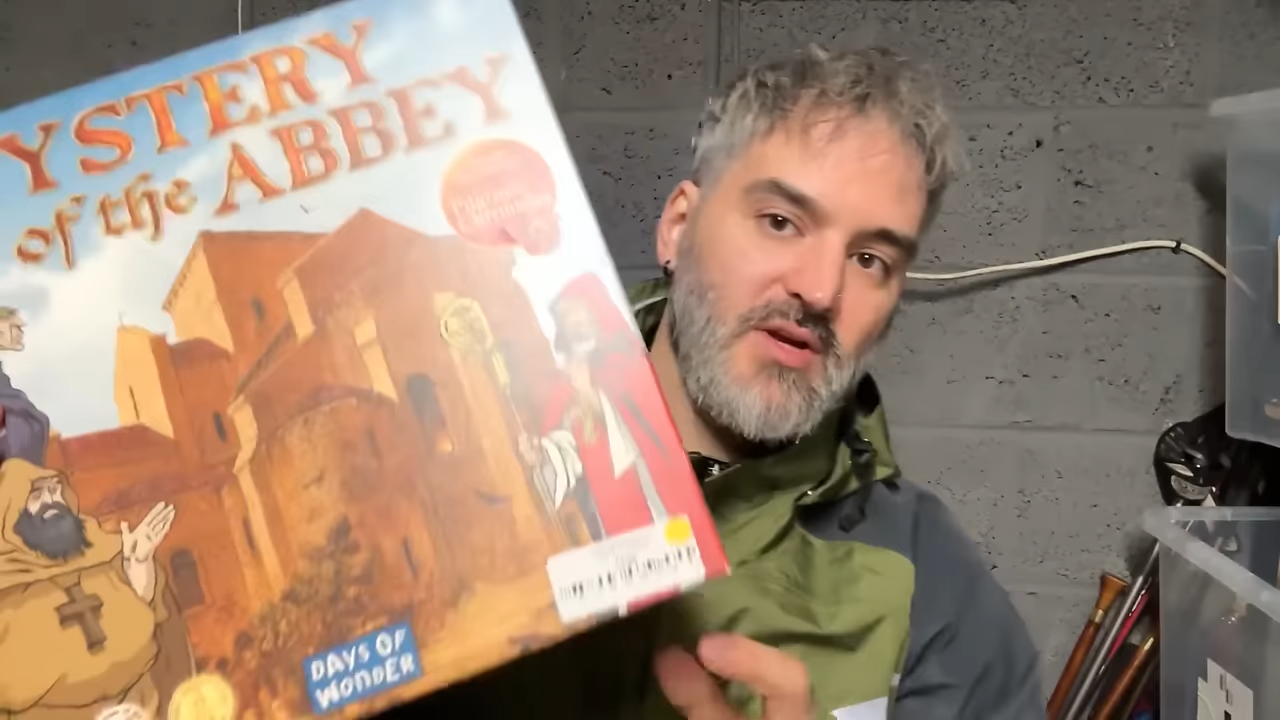 YSTERY
of the ABBEY
DAYS OF
WONDER